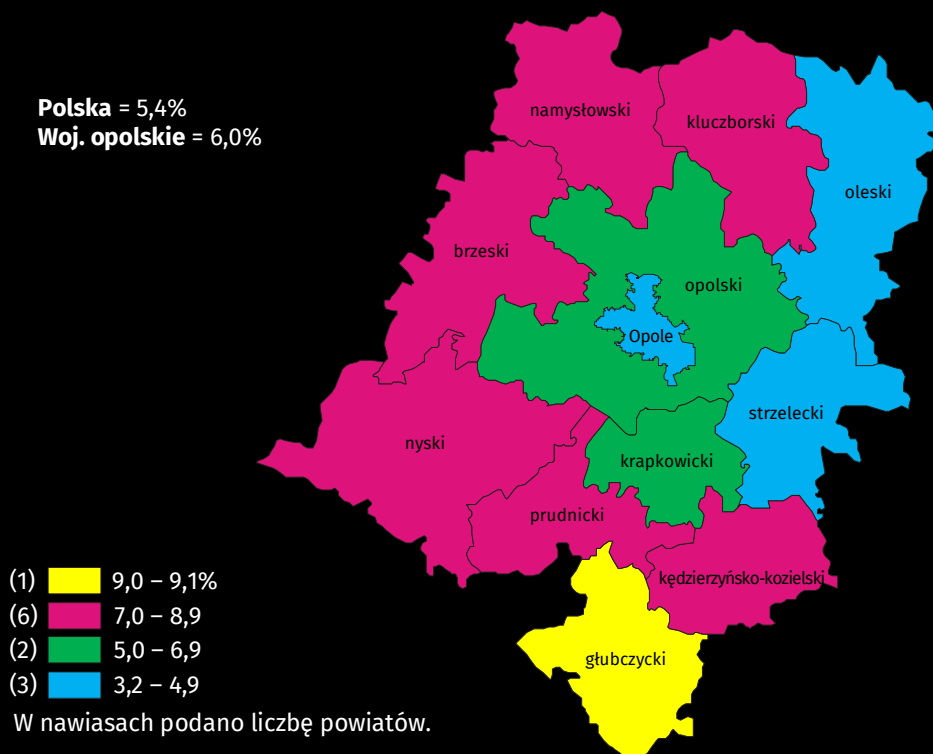 Polska = 5,4%
Woj. opolskie = 6,0%
namysłowski
kluczborski
oleski
brzeski
opolski
Opole
strzelecki
nyski
krapkowicki
prudnicki
kędzierzyńsko-kozielski
głubczycki
(1) 9,0 – 9,1%
(6) 7,0 – 8,9
(2) 5,0 – 6,9
(3) 3,2 – 4,9
W nawiasach podano liczbę powiatów.